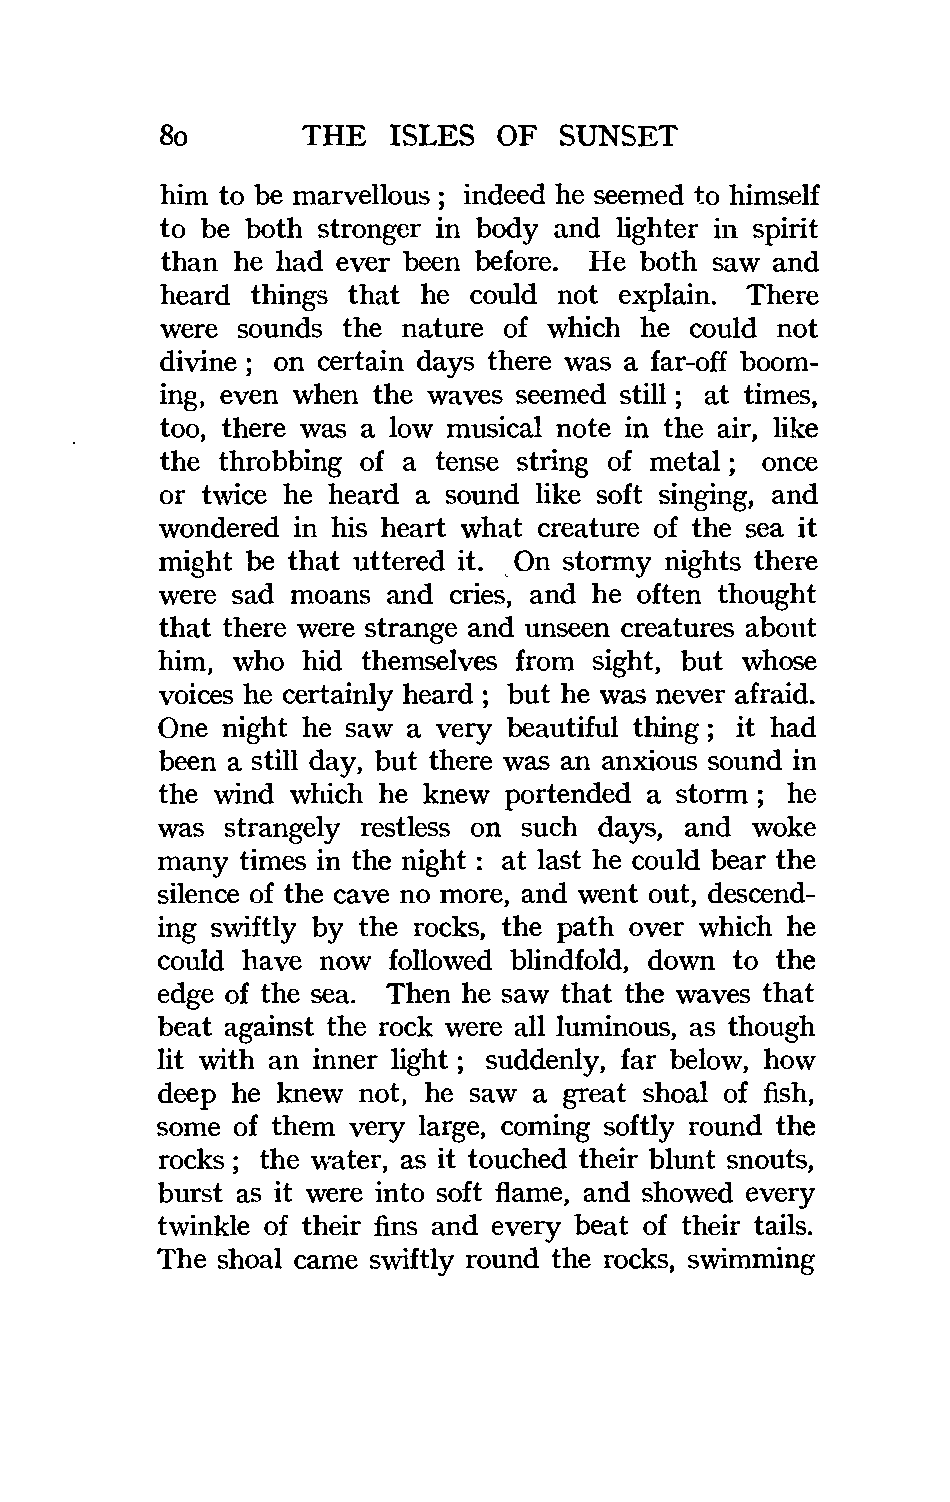 80 THE ISLES OF SUNSET
him to be marvellous ; indeed he seemed to himself
to be both stronger in body and lighter in spirit
than he had ever been before. He both saw and
heard things that he could not explain. There
were sounds the nature of which he could not
divine ; on certain days there was a far-off boom-
ing, even when the waves seemed still ; at times,
too, there was a low musical note in the air, like
the throbbing of a tense string of metal ; once
or twice he heard a sound like soft singing, and
wondered in his heart what creature of the sea it
might be that uttered it. On stormy nights there
were sad moans and cries, and he often thought
that there were strange and unseen creatures about
him, who hid themselves from sight, but whose
voices he certainly heard ; but he was never afraid.
One night he saw a very beautiful thing ; it had
been a still day, but there was an anxious sound in
the wind which he knew portended a storm ; he
was strangely restless on such days, and woke
many times in the night : at last he could bear the
silence of the cave no more, and went out, descend-
ing swiftly by the rocks, the path over which he
could have now followed blindfold, down to the
edge of the sea. Then he saw that the waves that
beat against the rock were all luminous, as though
lit with an inner light ; suddenly, far below, how
deep he knew not, he saw a great shoal of fish,
some of them very large, coming softly round the
rocks ; the water, as it touched their blunt snouts,
burst as it were into soft flame, and showed every
twinkle of their fins and every beat of their tails.
The shoal came swiftly round the rocks, swimming